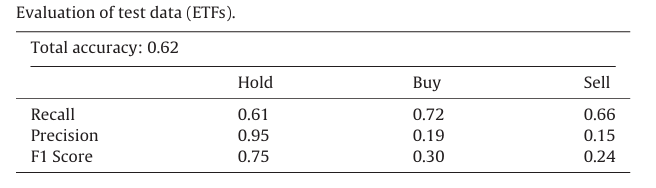 Evaluation of test data (ETFs).
Total accuracy: 0.62
Hold Buy Sell
Recall 0.61 0.72 0.66
Precision 0.95 0.19 0.15
F1 Score 0.75 0.30 0.24